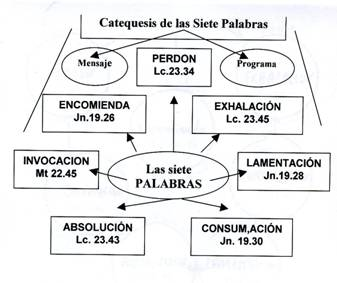 Catequesis de las Siete Palabras
Mensaje
PERDON
Lc.23.34
Programa
ENCOMIENDA
Jn.19.26
EXHALACIÓN
Lc. 23.45
INVOCACION
Mt 22.45
Las siete
PALABRAS
LAMENTACIÓN
Jn.19.28
ABSOLUCIÓN
Lc. 23.43
CONSUM,ACIÓN
Jn. 19.30